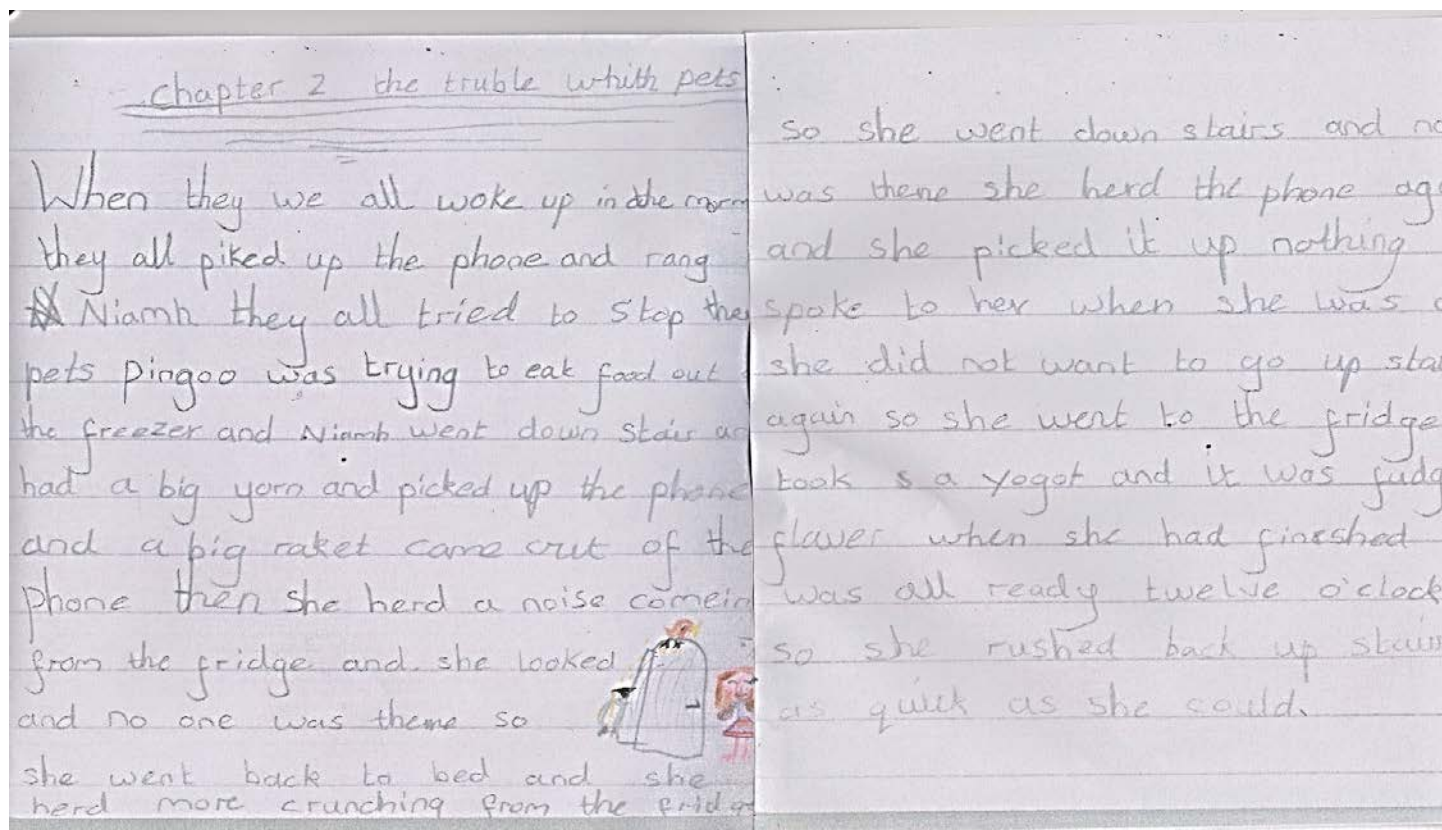 chapter 2 the truble whith pets
When they we all woke up in the morn
they all piked up the phone and rang
Niamh they all tried to stop the
pets pingoo was trying to eat food out
the freezer and Niamh went down stair an
had a big yorn and picked up the phone
and a big raket came out of the
phone then she herd a noise comein
from the fridge and she looked
and no one was there so
she went back to bed and she
herd more crunching from the fridge
so she went down stairs and no
was there she herd the phone ag
and she picked it up nothing
spoke to her when she was
she did not want to go up stai
again so she went to the fridge
took s a yogot and it was fudg
flaver when she had fineshed
was all ready twelve o'clock
so she rushed back up stair
as quick as she could.